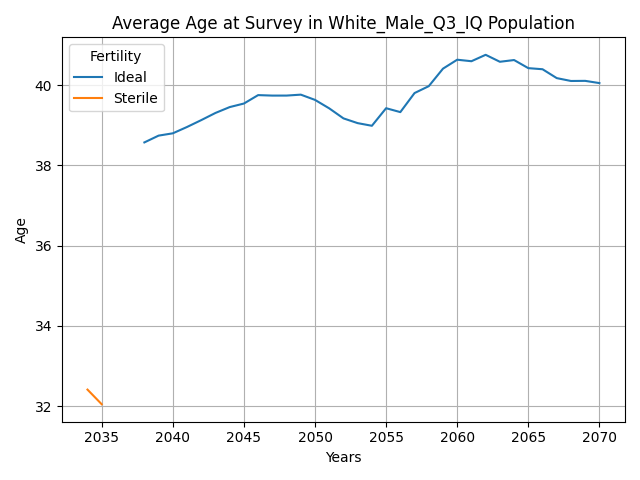 Average Age at Survey in White_Male_Q3_IQ Population
Fertility
Ideal
Sterile
Age
40
38
36
34
32
2035 2040 2045 2050 2055 2060 2065 2070
Years